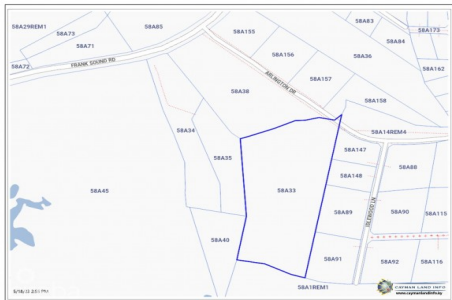 58A29REM1
58A73
58A85
58A71
58A72
FRANK SOUND RD
58A155
58A156
58A157
58A83
58A84
58A173
58A36
58A162
ARLINGTON DR
58A38
58A158
58A34
58A14REM4
58A35
58A147
58A148
58A88
58A45
58A33
58A89
58A90
58A115
58A40
58A91
58A92
58A116
58A1REM1
CAYMAN LAND INFO
www.caymanlandinfo.ky